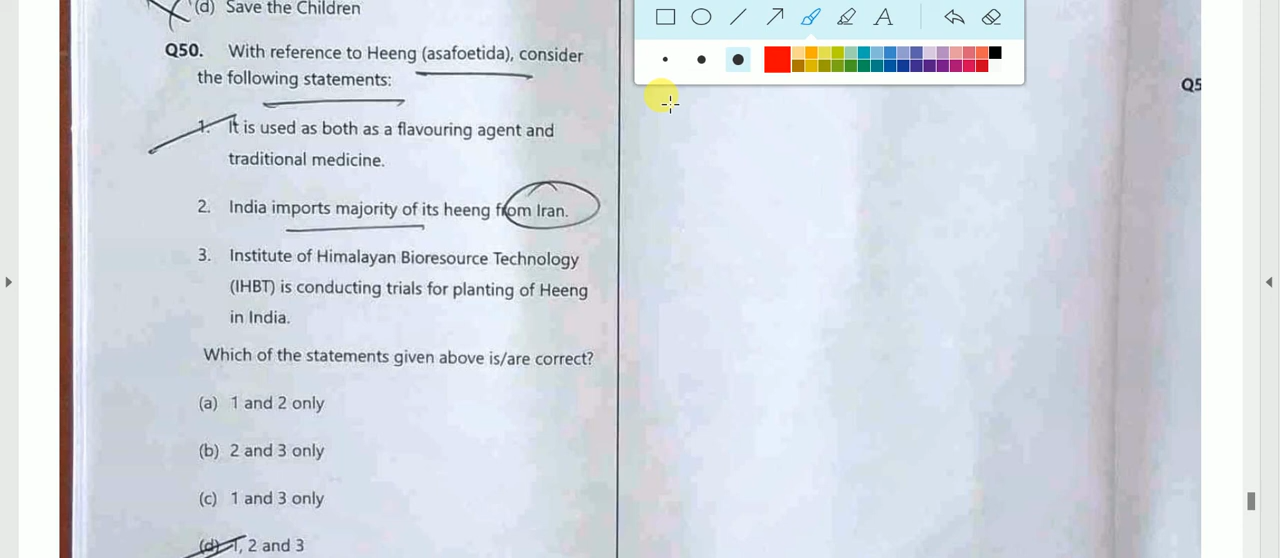 (d) Save the Children
Q50. With reference to Heeng (asafoetida), consider
the following statements:
1. It is used as both as a flavouring agent and
traditional medicine.
2. India imports majority of its heeng from Iran.
3. Institute of Himalayan Bioresource Technology
(IHBT) is conducting trials for planting of Heeng
in India.
Which of the statements given above is/are correct?
(a) 1 and 2 only
(b) 2 and 3 only
(c) 1 and 3 only
(d) 1, 2 and 3
A
Q5